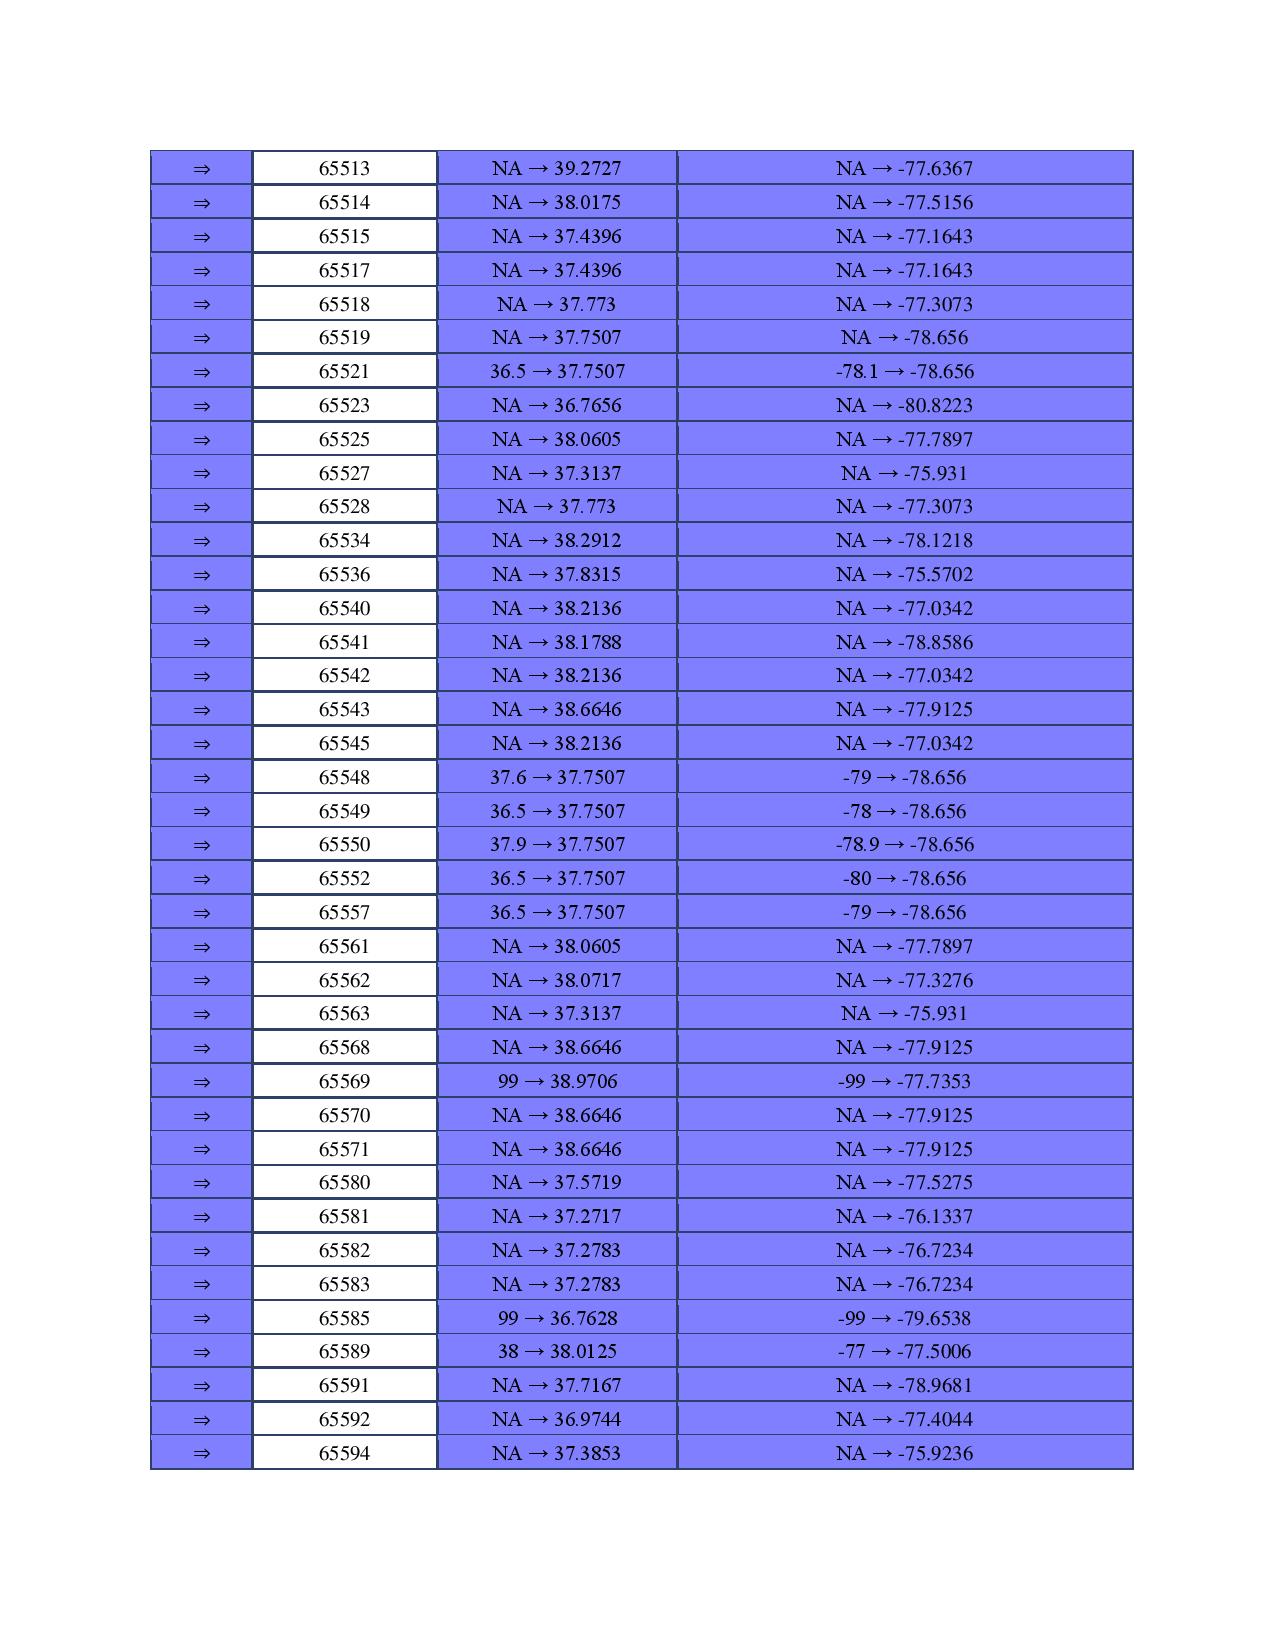 ⇒ 65513 NA → 39.2727 NA → -77.6367
⇒ 65514 NA → 38.0175 NA → -77.5156
⇒ 65515 NA → 37.4396 NA → -77.1643
⇒ 65517 NA → 37.4396 NA → -77.1643
⇒ 65518 NA → 37.773 NA → -77.3073
⇒ 65519 NA → 37.7507 NA → -78.656
⇒ 65521 36.5 → 37.7507 -78.1 → -78.656
⇒ 65523 NA → 36.7656 NA → -80.8223
⇒ 65525 NA → 38.0605 NA → -77.7897
⇒ 65527 NA → 37.3137 NA → -75.931
⇒ 65528 NA → 37.773 NA → -77.3073
⇒ 65534 NA → 38.2912 NA → -78.1218
⇒ 65536 NA → 37.8315 NA → -75.5702
⇒ 65540 NA → 38.2136 NA → -77.0342
⇒ 65541 NA → 38.1788 NA → -78.8586
⇒ 65542 NA → 38.2136 NA → -77.0342
⇒ 65543 NA → 38.6646 NA → -77.9125
⇒ 65545 NA → 38.2136 NA → -77.0342
⇒ 65548 37.6 → 37.7507 -79 → -78.656
⇒ 65549 36.5 → 37.7507 -78 → -78.656
⇒ 65550 37.9 → 37.7507 -78.9 → -78.656
⇒ 65552 36.5 → 37.7507 -80 → -78.656
⇒ 65557 36.5 → 37.7507 -79 → -78.656
⇒ 65561 NA → 38.0605 NA → -77.7897
⇒ 65562 NA → 38.0717 NA → -77.3276
⇒ 65563 NA → 37.3137 NA → -75.931
⇒ 65568 NA → 38.6646 NA → -77.9125
⇒ 65569 99 → 38.9706 -99 → -77.7353
⇒ 65570 NA → 38.6646 NA → -77.9125
⇒ 65571 NA → 38.6646 NA → -77.9125
⇒ 65580 NA → 37.5719 NA → -77.5275
⇒ 65581 NA → 37.2717 NA → -76.1337
⇒ 65582 NA → 37.2783 NA → -76.7234
⇒ 65583 NA → 37.2783 NA → -76.7234
⇒ 65585 99 → 36.7628 -99 → -79.6538
⇒ 65589 38 → 38.0125 -77 → -77.5006
⇒ 65591 NA → 37.7167 NA → -78.9681
⇒ 65592 NA → 36.9744 NA → -77.4044
⇒ 65594 NA → 37.3853 NA → -75.9236